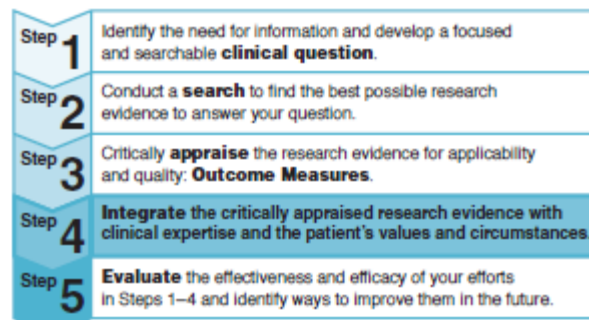 Step 1
Identify the need for information and develop a focused
and searchable clinical question.
Step 2
Conduct a search to find the best possible research
evidence to answer your question.
Step 3
Critically appraise the research evidence for applicability
and quality: Outcome Measures.
Step 4
Integrate the critically appraised research evidence with
clinical expertise and the patient's values and circumstances.
Step 5
Evaluate the effectiveness and efficacy of your efforts
in Steps 1–4 and identify ways to improve them in the future.